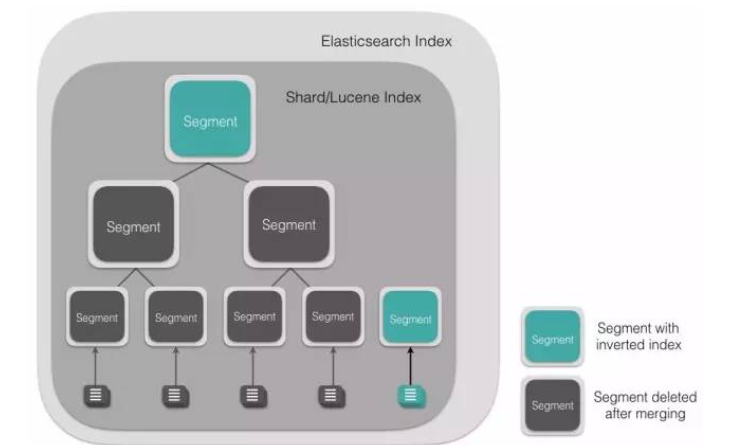 Elasticsearch Index
Shard/Lucene Index
Segment
Segment
Segment
Segment
Segment
Segment
Segment
Segment
Segment
Segment with
inverted index
Segment
Segment deleted
after merging